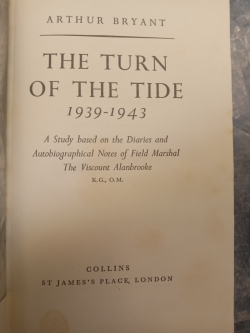 ARTHUR BRYANT
THE TURN
OF THE TIDE
1939-1943
A Study based on the Diaries and
Autobiographical Notes of Field Marshal
The Viscount Alanbrooke
K.G., O.M.
COLLINS
ST JAMES'S PLACE, LONDON